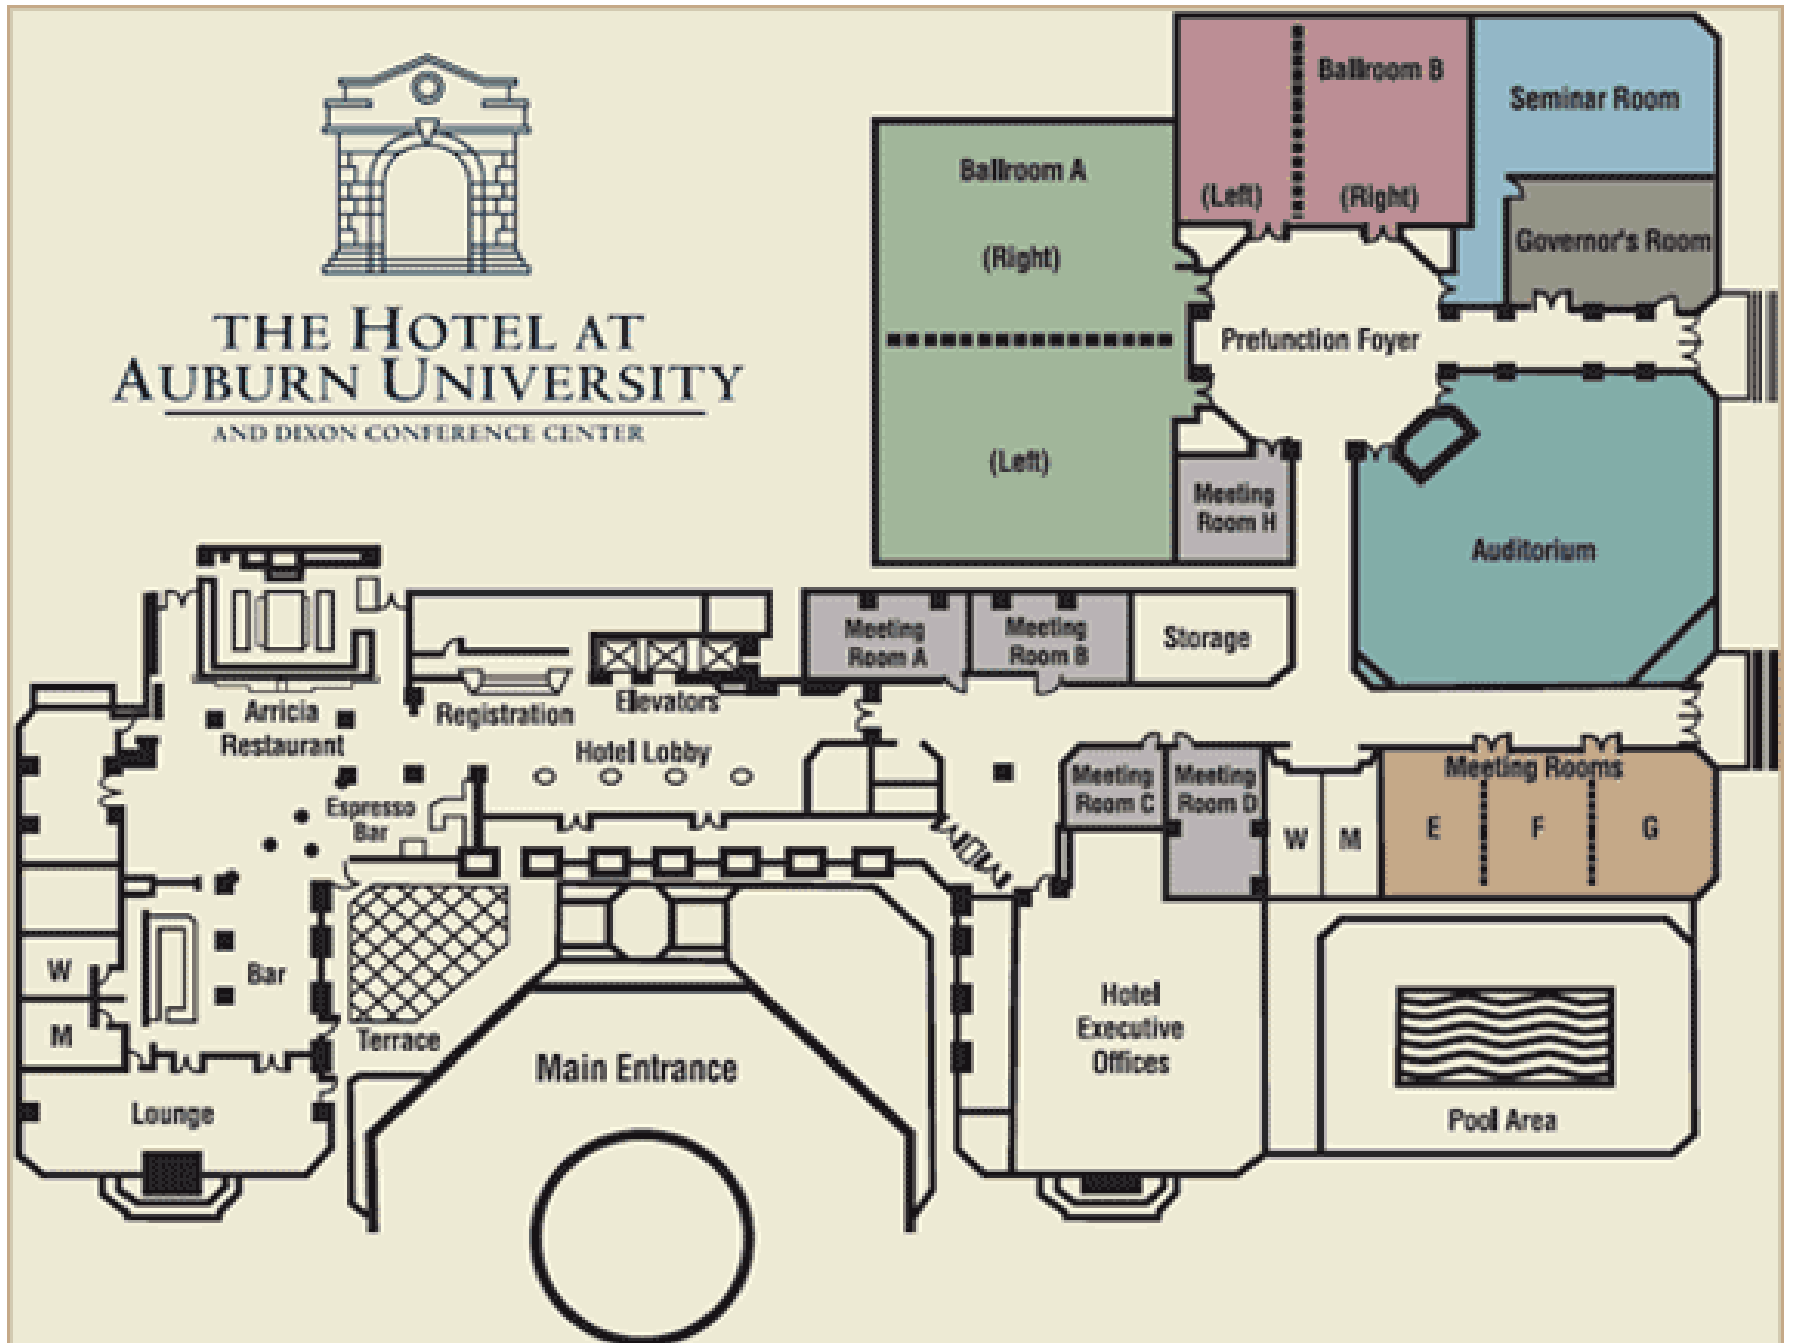 THE HOTEL AT
AUBURN UNIVERSITY
AND DIXON CONFERENCE CENTER
Ballroom B
(Left)
(Right)
Seminar Room
Governor's Room
Ballroom A
(Right)
(Left)
Prefunction Foyer
Meeting
Room H
Auditorium
Meeting
Room A
Meeting
Room B
Storage
Arricia
Restaurant
Registration
Elevators
Hotel Lobby
Espresso
Bar
Meeting
Room C
Meeting
Room D
W
M
Meeting Rooms
E
F
G
W
M
Bar
Terrace
Lounge
Main Entrance
Hotel
Executive
Offices
Pool Area